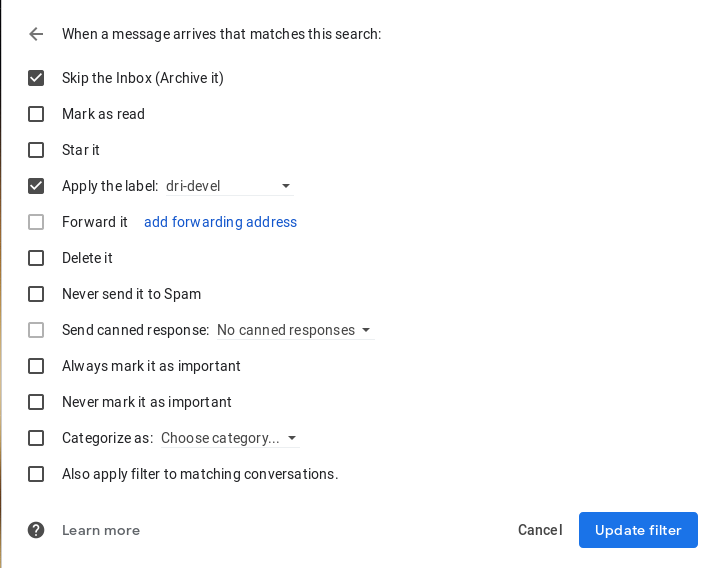 When a message arrives that matches this search:
Skip the Inbox (Archive it)
Mark as read
Star it
Apply the label: dri-devel
Forward it add forwarding address
Delete it
Never send it to Spam
Send canned response: No canned responses
Always mark it as important
Never mark it as important
Categorize as: Choose category...
Also apply filter to matching conversations.
Learn more Cancel Update filter